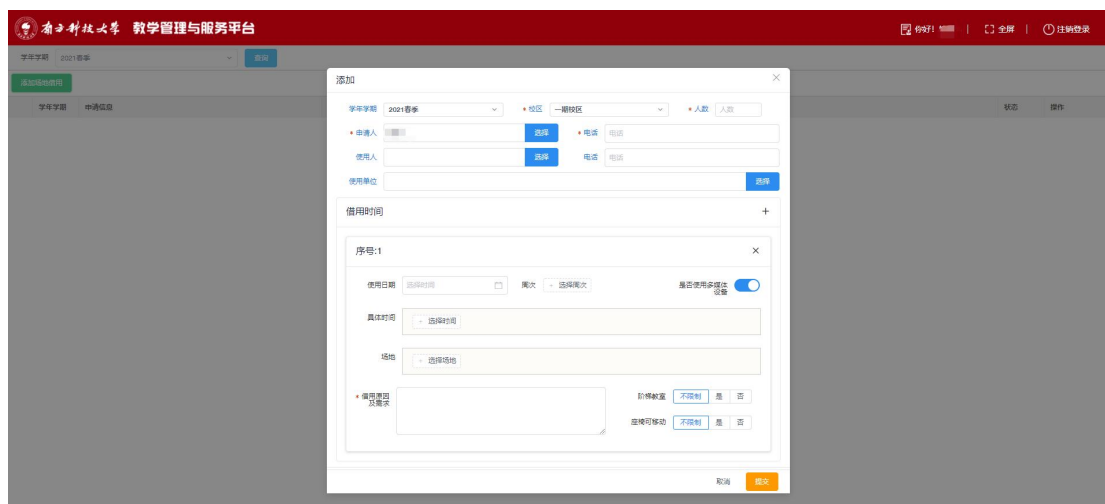 教学管理与服务平台 你好! | 全屏 | 注销登录
学年学期 2021春季 查询
添加场地借用
学年学期 申请信息 状态 操作
添加 ×
学年学期 2021春季 * 校区 一期校区 * 人数 人数
* 申请人 选择 * 电话 电话
使用人 选择 电话 电话
使用单位 选择
借用时间 +
序号:1 ×
使用日期 选择时间 周次 + 选择周次 是否使用多媒体
设备
具体时间 + 选择时间
场地 + 选择场地
* 借用原因 阶梯教室 不限制 是 否
及需求
座椅可移动 不限制 是 否
取消 提交